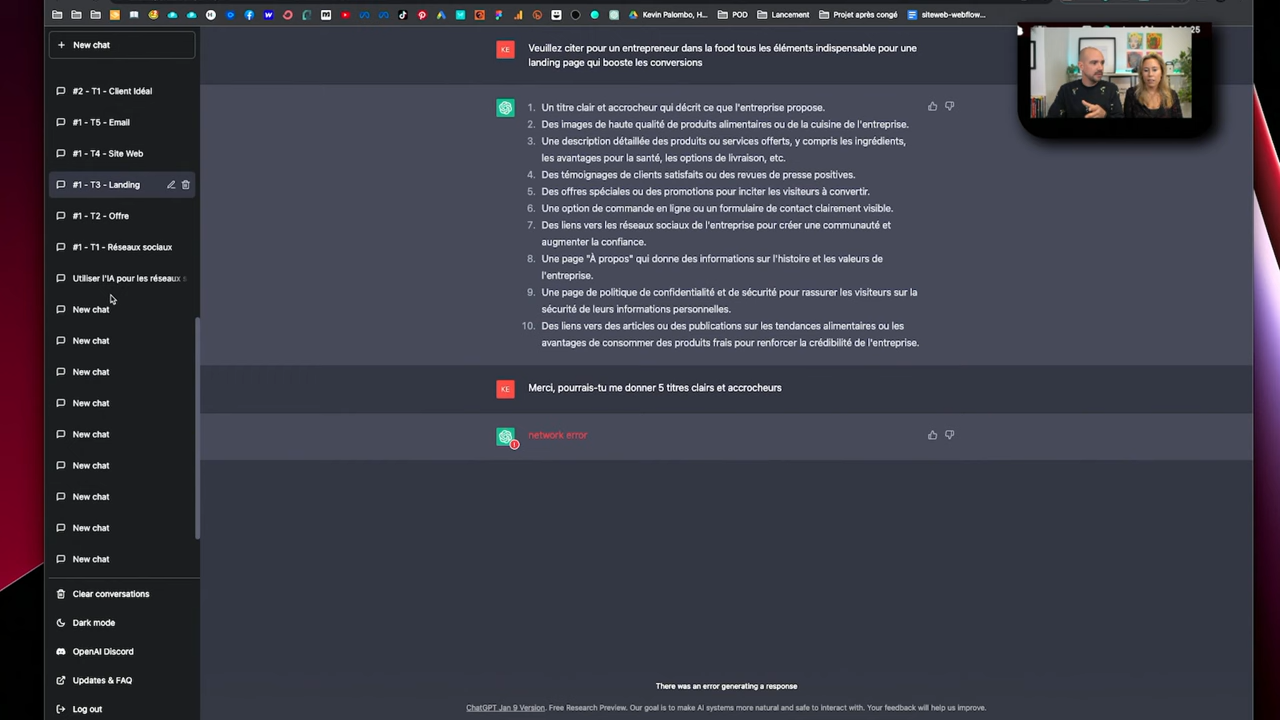 Kevin Palombo, H...
POD
Lancement
Projet après congé
siteweb-webflow...
25
New chat
#2 - T1 - Client Idéal
#1 - T5 - Email
#1 - T4 - Site Web
#1 - T3 - Landing
#1 - T2 - Offre
#1 - T1 - Réseaux sociaux
Utiliser l'IA pour les réseaux s
New chat
New chat
New chat
New chat
New chat
New chat
New chat
New chat
New chat
Clear conversations
Dark mode
OpenAI Discord
Updates & FAQ
Log out
KE
Veuillez citer pour un entrepreneur dans la food tous les éléments indispensable pour une
landing page qui booste les conversions
1. Un titre clair et accrocheur qui décrit ce que l'entreprise propose.
2. Des images de haute qualité de produits alimentaires ou de la cuisine de l'entreprise.
3. Une description détaillée des produits ou services offerts, y compris les ingrédients,
les avantages pour la santé, les options de livraison, etc.
4. Des témoignages de clients satisfaits ou des revues de presse positives.
5. Des offres spéciales ou des promotions pour inciter les visiteurs à convertir.
6. Une option de commande en ligne ou un formulaire de contact clairement visible.
7. Des liens vers les réseaux sociaux de l'entreprise pour créer une communauté et
augmenter la confiance.
8. Une page "À propos" qui donne des informations sur l'histoire et les valeurs de
l'entreprise.
9. Une page de politique de confidentialité et de sécurité pour rassurer les visiteurs sur la
sécurité de leurs informations personnelles.
10. Des liens vers des articles ou des publications sur les tendances alimentaires ou les
avantages de consommer des produits frais pour renforcer la crédibilité de l'entreprise.
KE
Merci, pourrais-tu me donner 5 titres clairs et accrocheurs
network error
There was an error generating a response
ChatGPT Jan 9 Version. Free Research Preview. Our goal is to make AI systems more natural and safe to interact with. Your feedback will help us improve.